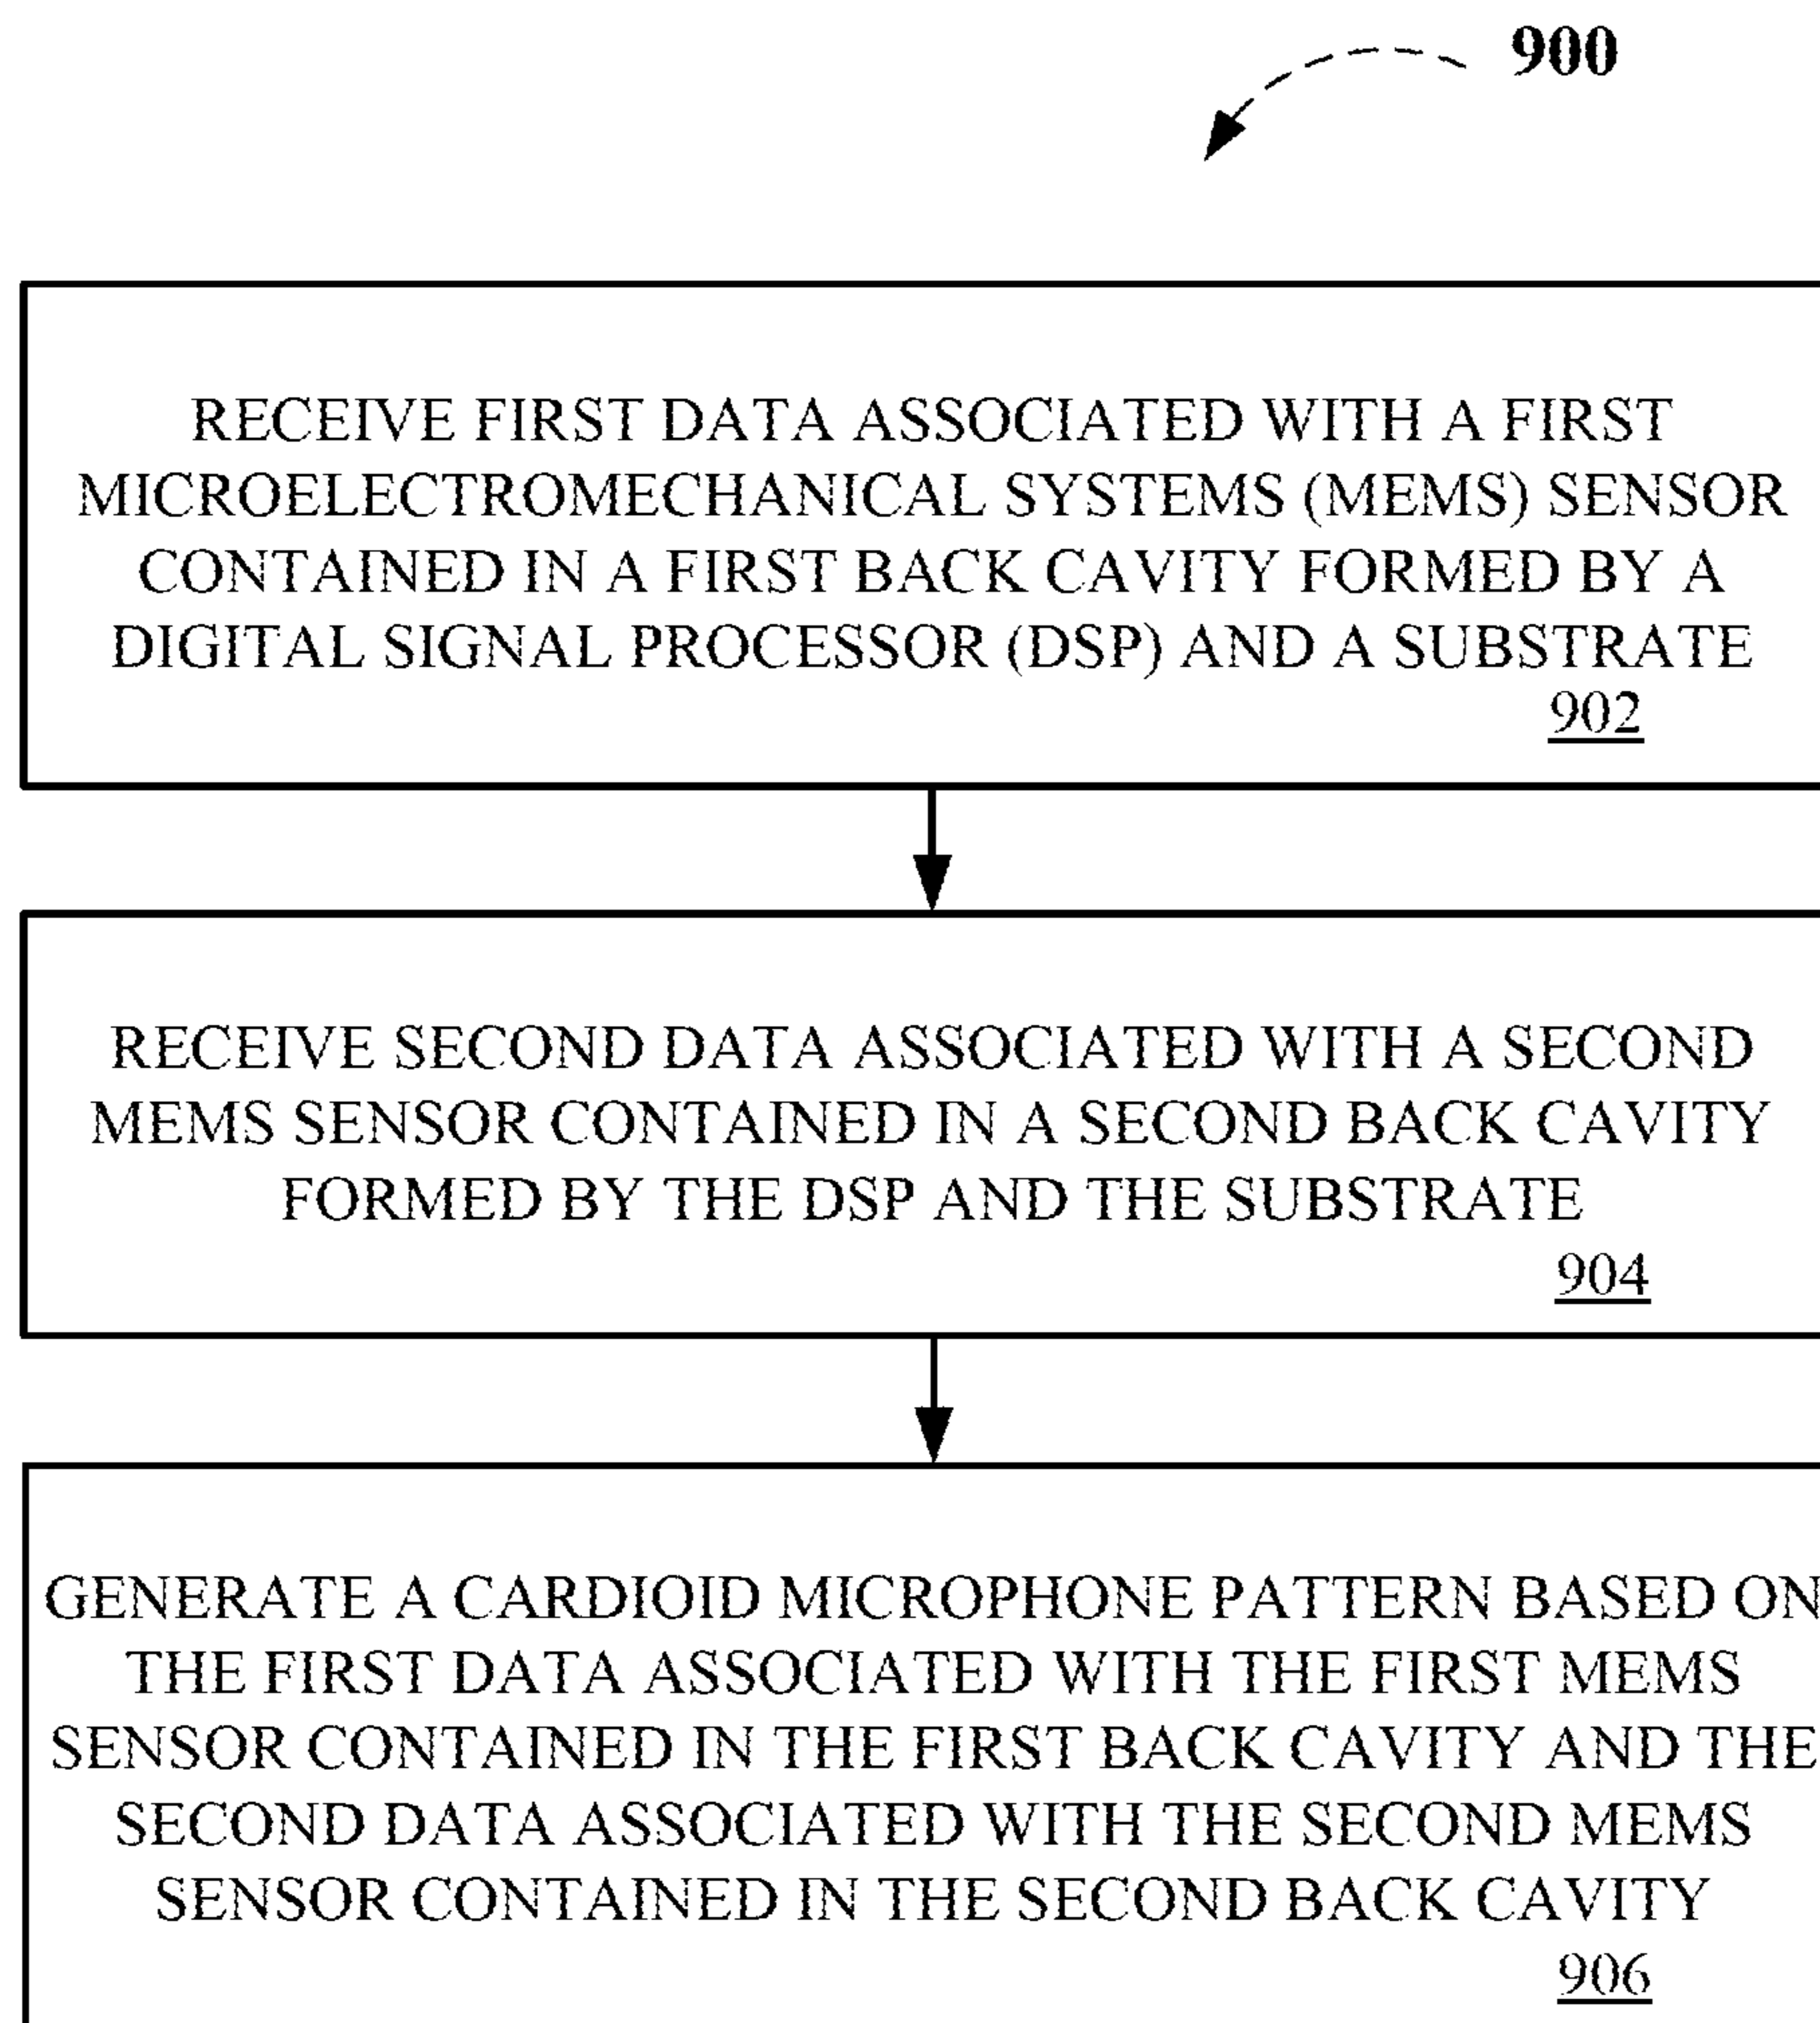 900
RECEIVE FIRST DATA ASSOCIATED WITH A FIRST
MICROELECTROMECHANICAL SYSTEMS (MEMS) SENSOR
CONTAINED IN A FIRST BACK CAVITY FORMED BY A
DIGITAL SIGNAL PROCESSOR (DSP) AND A SUBSTRATE
902
RECEIVE SECOND DATA ASSOCIATED WITH A SECOND
MEMS SENSOR CONTAINED IN A SECOND BACK CAVITY
FORMED BY THE DSP AND THE SUBSTRATE
904
GENERATE A CARDIOID MICROPHONE PATTERN BASED ON
THE FIRST DATA ASSOCIATED WITH THE FIRST MEMS
SENSOR CONTAINED IN THE FIRST BACK CAVITY AND THE
SECOND DATA ASSOCIATED WITH THE SECOND MEMS
SENSOR CONTAINED IN THE SECOND BACK CAVITY
906